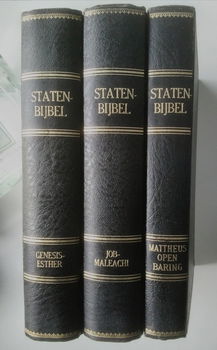 STATEN-
BIJBEL
GENESIS-
ESTHER
STATEN-
BIJBEL
JOB-
MALEACHI
STATEN-
BIJBEL
MATTHEUS
OPEN
BARING